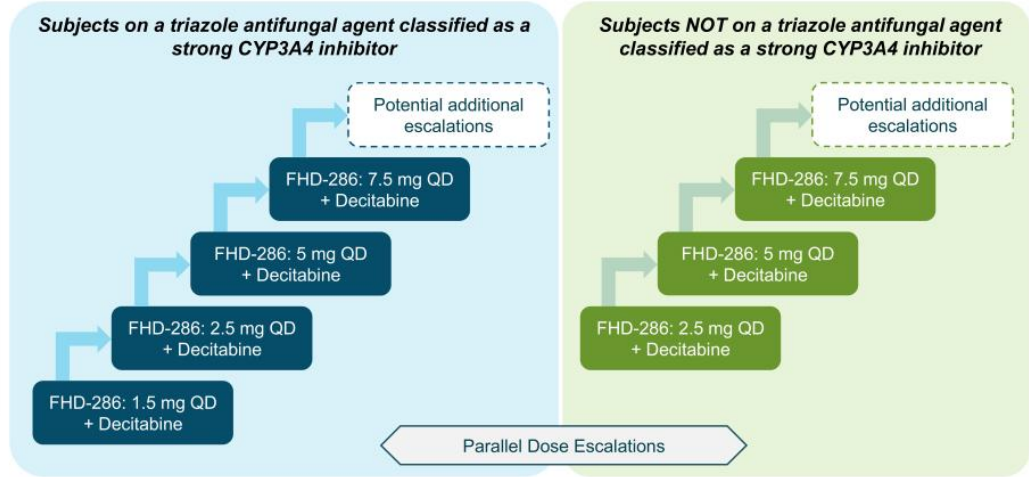 Subjects on a triazole antifungal agent classified as a
strong CYP3A4 inhibitor
Potential additional
escalations
FHD-286: 7.5 mg QD
+ Decitabine
FHD-286: 5 mg QD
+ Decitabine
FHD-286: 2.5 mg QD
+ Decitabine
FHD-286: 1.5 mg QD
+ Decitabine
Subjects NOT on a triazole antifungal agent
classified as a strong CYP3A4 inhibitor
Potential additional
escalations
FHD-286: 7.5 mg QD
+ Decitabine
FHD-286: 5 mg QD
+ Decitabine
FHD-286: 2.5 mg QD
+ Decitabine
Parallel Dose Escalations